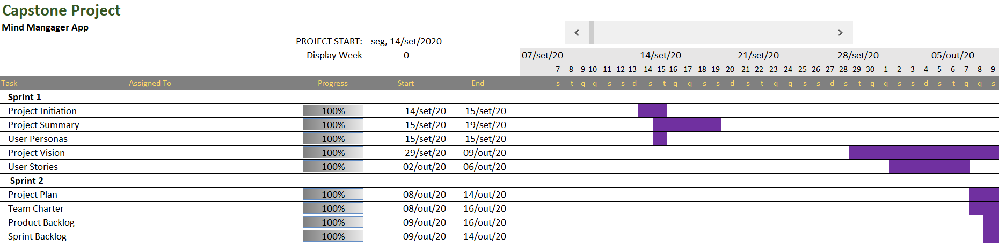 Capstone Project
Mind Mangager App
PROJECT START: seg, 14/set/2020
Display Week 0
07/set/20 14/set/20 21/set/20 28/set/20 05/out/20
7 8 9 10 11 12 13 14 15 16 17 18 19 20 21 22 23 24 25 26 27 28 29 30 1 2 3 4 5 6 7 8 9
Task Assigned To Progress Start End s t q q s s d s t q q s s d s t q q s s d s t q q s s d s t q q s
Sprint 1
Project Initiation 100% 14/set/20 15/set/20
Project Summary 100% 15/set/20 19/set/20
User Personas 100% 15/set/20 15/set/20
Project Vision 100% 29/set/20 09/out/20
User Stories 100% 02/out/20 06/out/20
Sprint 2
Project Plan 100% 08/out/20 14/out/20
Team Charter 100% 08/out/20 16/out/20
Product Backlog 100% 09/out/20 16/out/20
Sprint Backlog 100% 09/out/20 14/out/20